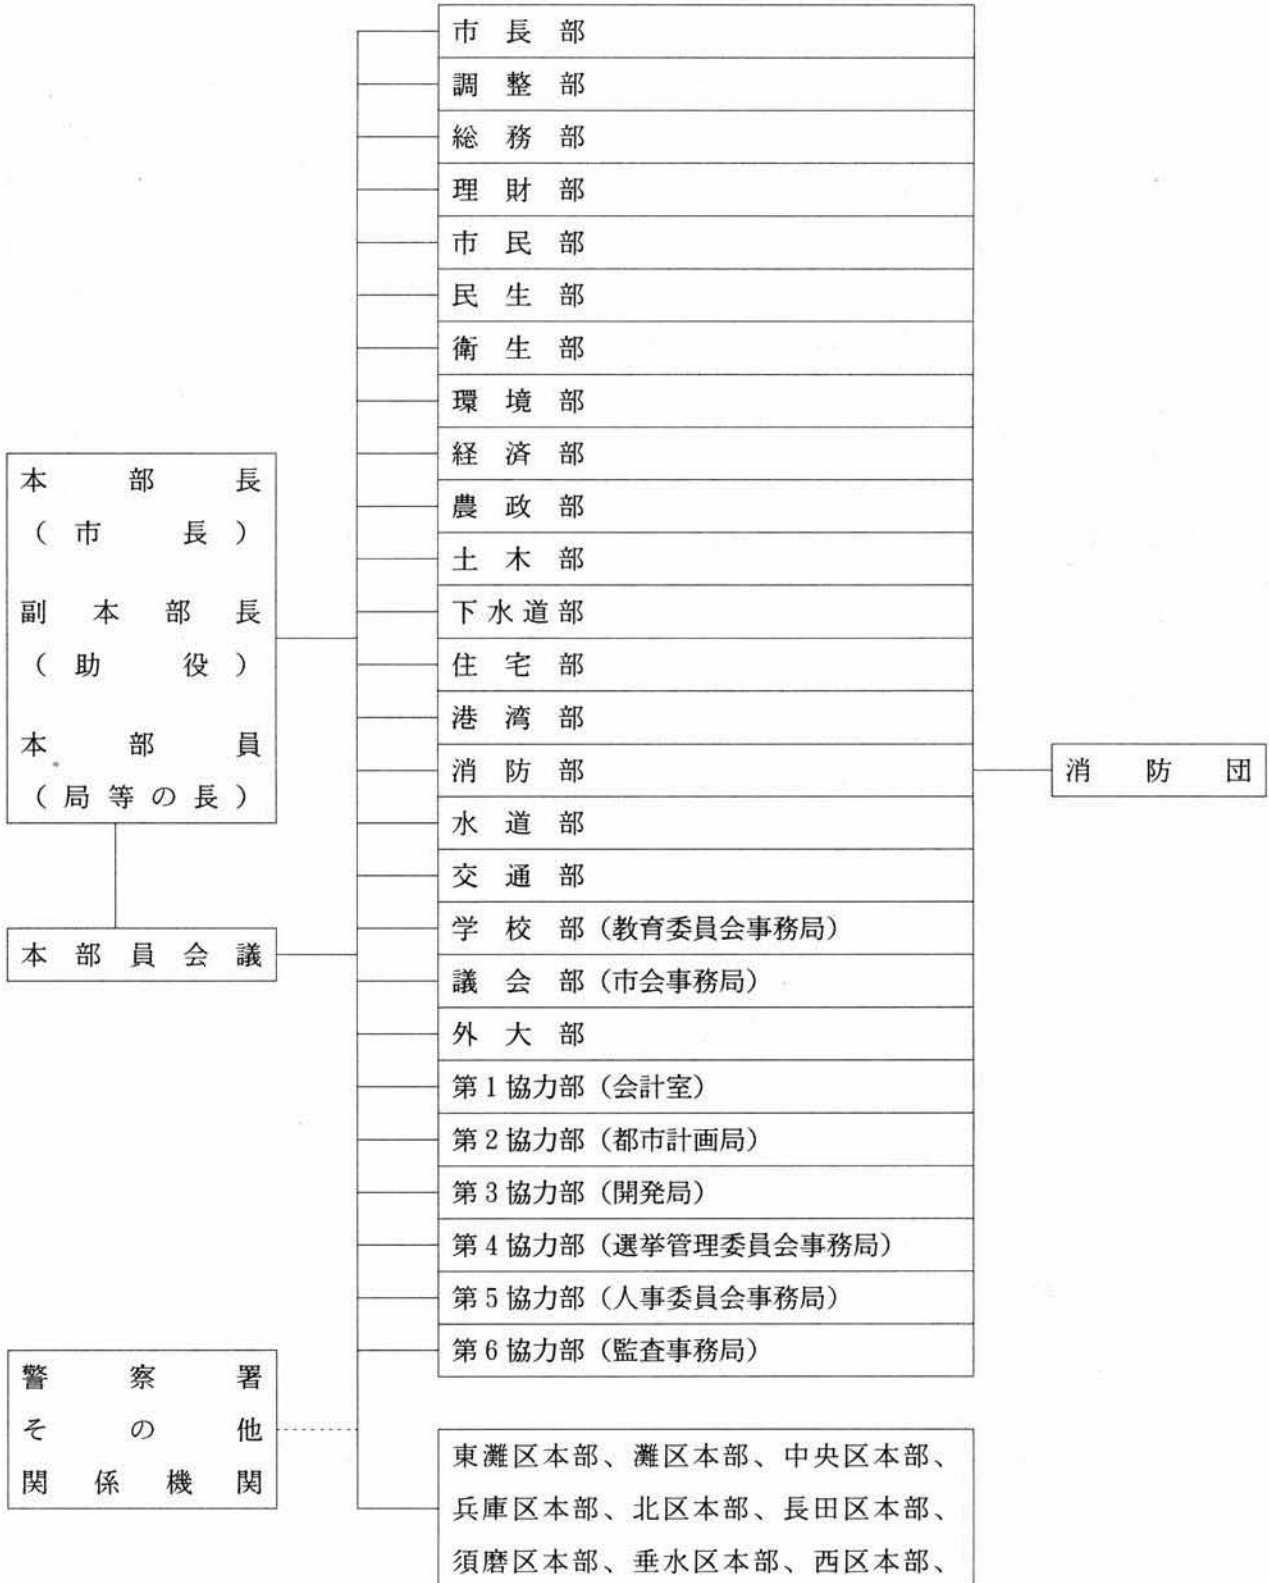 本部長
（市長）
副本部長
（助役）
本部員
（局等の長）
本部員会議
警察署
その他
関係機関
市長部
調整部
総務部
理財部
市民部
民生部
衛生部
環境部
経済部
農政部
土木部
下水道部
住宅部
港湾部
消防部
水道部
交通部
学校部（教育委員会事務局）
議会部（市会事務局）
外大部
第1協力部（会計室）
第2協力部（都市計画局）
第3協力部（開発局）
第4協力部（選挙管理委員会事務局）
第5協力部（人事委員会事務局）
第6協力部（監査事務局）
東灘区本部、灘区本部、中央区本部、
兵庫区本部、北区本部、長田区本部、
須磨区本部、垂水区本部、西区本部、
消防団